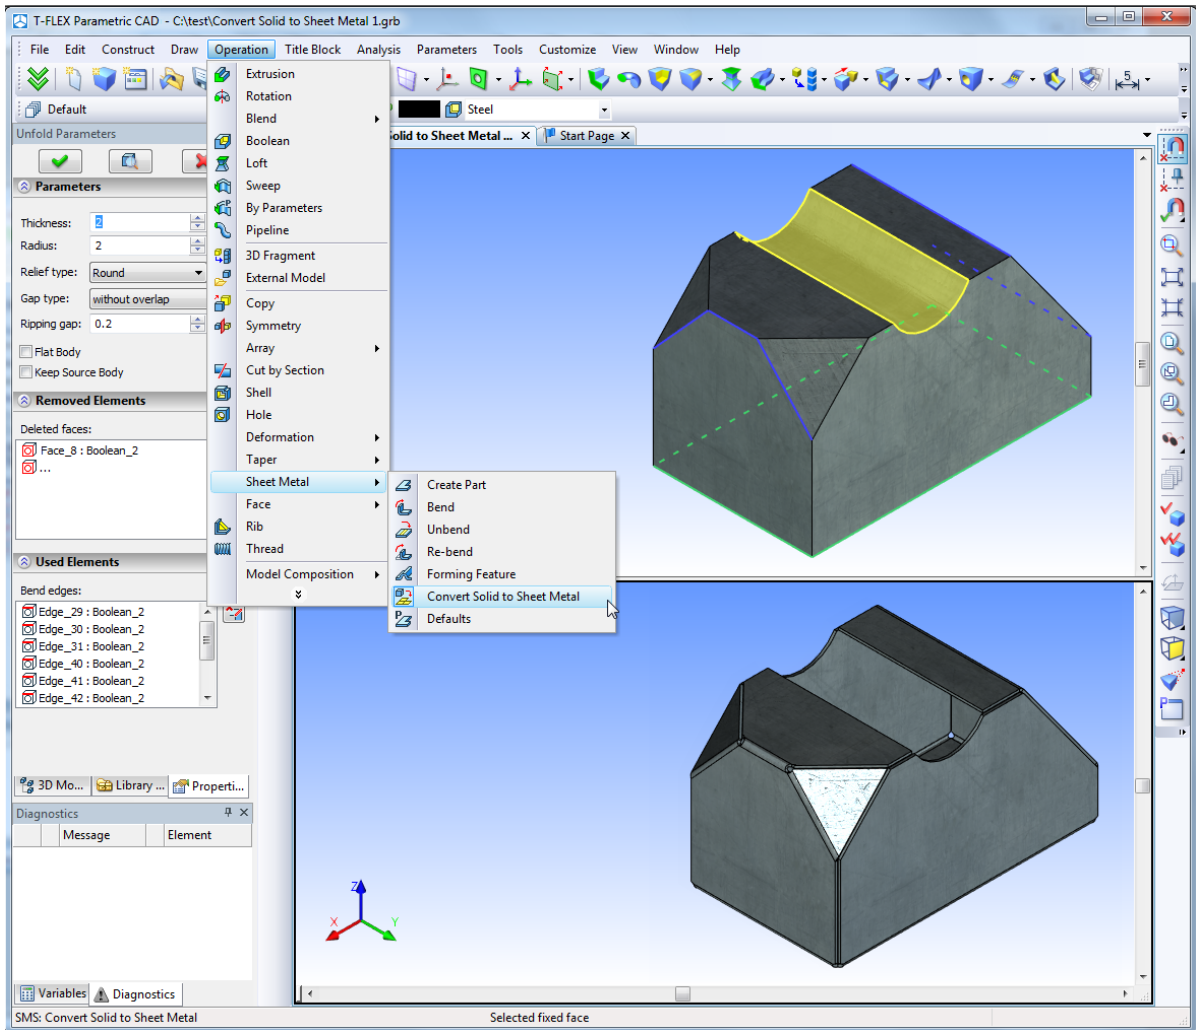 T-FLEX Parametric CAD - C:\test\Convert Solid to Sheet Metal 1.grb
File Edit Construct Draw Operation Title Block Analysis Parameters Tools Customize View Window Help
5
Default
Steel
Unfold Parameters
olid to Sheet Metal ... Start Page
Parameters
Thickness: 2
Radius: 2
Relief type: Round
Gap type: without overlap
Ripping gap: 0.2
Flat Body
Keep Source Body
Removed Elements
Deleted faces:
Face_8 : Boolean_2
...
Used Elements
Bend edges:
Edge_29 : Boolean_2
Edge_30 : Boolean_2
Edge_31 : Boolean_2
Edge_40 : Boolean_2
Edge_41 : Boolean_2
Edge_42 : Boolean_2
Extrusion
Rotation
Blend
Boolean
Loft
Sweep
By Parameters
Pipeline
3D Fragment
External Model
Copy
Symmetry
Array
Cut by Section
Shell
Hole
Deformation
Taper
Sheet Metal
Face
Rib
Thread
Model Composition
Create Part
Bend
Unbend
Re-bend
Forming Feature
Convert Solid to Sheet Metal
Defaults
3D Mo... Library ... Properti...
Diagnostics
Message Element
Z
X
Y
Variables Diagnostics
SMS: Convert Solid to Sheet Metal
Selected fixed face